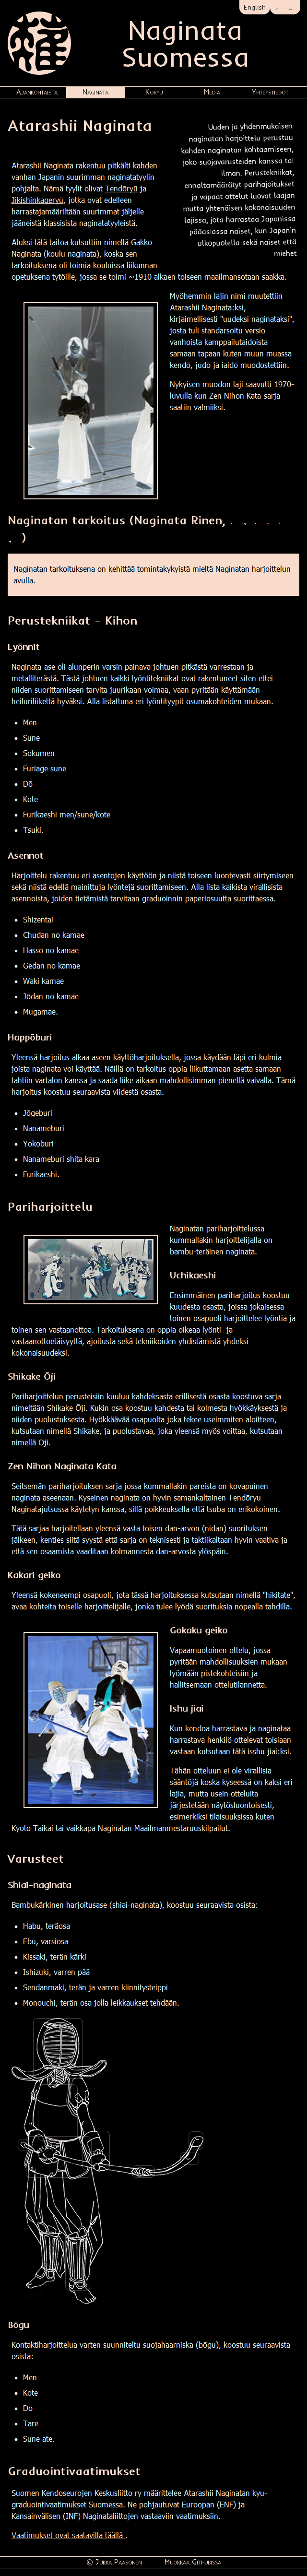 English
Naginata
Suomessa
Ajankohtaista
Naginata
Koryu
Media
Yhteystiedot
Atarashii Naginata
Uuden ja yhdenmukaisen
naginatan harjoittelu perustuu
kahden naginatan kohtaamiseen,
joko suojavarusteiden kanssa tai
ilman. Perustekniikat,
ennaltamäärätyt pariharjoitukset
ja vapaat ottelut luovat laajan
mutta yhtenäisen kokonaisuuden
lajissa, jota harrastaa Japanissa
pääasiassa naiset, kun Japanin
ulkopuolella sekä naiset että
miehet
Atarashii Naginata rakentuu pitkälti kahden
vanhan Japanin suurimman naginatatyylin
pohjalta. Nämä tyylit olivat Tendōryū ja
Jikishinkageryū, jotka ovat edelleen
harrastajamääriltään suurimmat jäljelle
jääneistä klassisista naginatatyyleistä.
Aluksi tätä taitoa kutsuttiin nimellä Gakkō
Naginata (koulu naginata), koska sen
tarkoituksena oli toimia kouluissa liikunnan
opetuksena tytöille, jossa se toimi ~1910 alkaen toiseen maailmansotaan saakka.
Myöhemmin lajin nimi muutettiin
Atarashii Naginata:ksi,
kirjaimellisesti "uudeksi naginataksi",
josta tuli standarsoitu versio
vanhoista kamppailutaidoista
samaan tapaan kuten muun muassa
kendō, judō ja iaidō muodostettiin.
Nykyisen muodon laji saavutti 1970-
luvulla kun Zen Nihon Kata-sarja
saatiin valmiiksi.
Naginatan tarkoitus (Naginata Rinen,
)
Naginatan tarkoituksena on kehittää tomintakykyistä mieltä Naginatan harjoittelun
avulla.
Perustekniikat - Kihon
Lyönnit
Naginata-ase oli alunperin varsin painava johtuen pitkästä varrestaan ja
metalliterästä. Tästä johtuen kaikki lyöntitekniikat ovat rakentuneet siten ettei
niiden suorittamiseen tarvita juurikaan voimaa, vaan pyritään käyttämään
heiluriliikettä hyväksi. Alla listattuna eri lyöntityypit osumakohteiden mukaan.
• Men
• Sune
• Sokumen
• Furiage sune
• Dō
• Kote
• Furikaeshi men/sune/kote
• Tsuki.
Asennot
Harjoittelu rakentuu eri asentojen käyttöön ja niistä toiseen luontevasti siirtymiseen
sekä niistä edellä mainittuja lyöntejä suorittamiseen. Alla lista kaikista virallisista
asennoista, joiden tietämistä tarvitaan graduoinnin paperiosuutta suorittaessa.
• Shizentai
• Chudan no kamae
• Hassō no kamae
• Gedan no kamae
• Waki kamae
• Jōdan no kamae
• Mugamae.
Happōburi
Yleensä harjoitus alkaa aseen käyttöharjoituksella, jossa käydään läpi eri kulmia
joista naginata voi käyttää. Näillä on tarkoitus oppia liikuttamaan asetta samaan
tahtiin vartalon kanssa ja saada liike aikaan mahdollisimman pienellä vaivalla. Tämä
harjoitus koostuu seuraavista viidestä osasta.
• Jōgeburi
• Nanameburi
• Yokoburi
• Nanameburi shita kara
• Furikaeshi.
Pariharjoittelu
Naginatan pariharjoittelussa
kummallakin harjoittelijalla on
bambu-teräinen naginata.
Uchikaeshi
Ensimmäinen pariharjoitus koostuu
kuudesta osasta, joissa jokaisessa
toinen osapuoli harjoittelee lyöntiä ja
toinen sen vastaanottoa. Tarkoituksena on oppia oikeaa lyönti- ja
vastaanottoetäisyyttä, ajoitusta sekä tekniikoiden yhdistämistä yhdeksi
kokonaisuudeksi.
Shikake Ōji
Pariharjoittelun perusteisiin kuuluu kahdeksasta erillisestä osasta koostuva sarja
nimeltään Shikake Ōji. Kukin osa koostuu kahdesta tai kolmesta hyökkäyksestä ja
niiden puolustuksesta. Hyökkäävää osapuolta joka tekee useimmiten aloitteen,
kutsutaan nimellä Shikake, ja puolustavaa, joka yleensä myös voittaa, kutsutaan
nimellä Oji.
Zen Nihon Naginata Kata
Seitsemän pariharjoituksen sarja jossa kummallakin pareista on kovapuinen
naginata aseenaan. Kyseinen naginata on hyvin samankaltainen Tendōryu
Naginatajutsussa käytetyn kanssa, sillä poikkeuksella että tsuba on erikokoinen.
Tätä sarjaa harjoitellaan yleensä vasta toisen dan-arvon (nidan) suorituksen
jälkeen, kenties siitä syystä että sarja on teknisesti ja taktiikaltaan hyvin vaativa ja
että sen osaamista vaaditaan kolmannesta dan-arvosta ylöspäin.
Kakari geiko
Yleensä kokeneempi osapuoli, jota tässä harjoituksessa kutsutaan nimellä "hikitate",
avaa kohteita toiselle harjoittelijalle, jonka tulee lyödä suorituksia nopealla tahdilla.
Gokaku geiko
Vapaamuotoinen ottelu, jossa
pyritään mahdollisuuksien mukaan
lyömään pistekohteisiin ja
hallitsemaan ottelutilannetta.
Ishu jiai
Kun kendoa harrastava ja naginataa
harrastava henkilö ottelevat toisiaan
vastaan kutsutaan tätä isshu jiai:ksi.
Tähän otteluun ei ole virallisia
sääntöjä koska kyseessä on kaksi eri
lajia, mutta usein otteluita
järjestetään näytösluontoisesti,
esimerkiksi tilaisuuksissa kuten
Kyoto Taikai tai vaikkapa Naginatan Maailmanmestaruuskilpailut.
Varusteet
Shiai-naginata
Bambukärkinen harjoitusase (shiai-naginata), koostuu seuraavista osista:
• Habu, teräosa
• Ebu, varsiosa
• Kissaki, terän kärki
• Ishizuki, varren pää
• Sendanmaki, terän ja varren kiinnitysteippi
• Monouchi, terän osa jolla leikkaukset tehdään.
Bōgu
Kontaktiharjoittelua varten suunniteltu suojahaarniska (bōgu), koostuu seuraavista
osista:
• Men
• Kote
• Dō
• Tare
• Sune ate.
Graduointivaatimukset
Suomen Kendoseurojen Keskusliitto ry määrittelee Atarashii Naginatan kyu-
graduointivaatimukset Suomessa. Ne pohjautuvat Euroopan (ENF) ja
Kansainvälisen (INF) Naginataliittojen vastaaviin vaatimuksiin.
Vaatimukset ovat saatavilla täällä .
© Jukka Paasonen
Muokkaa Githubissa